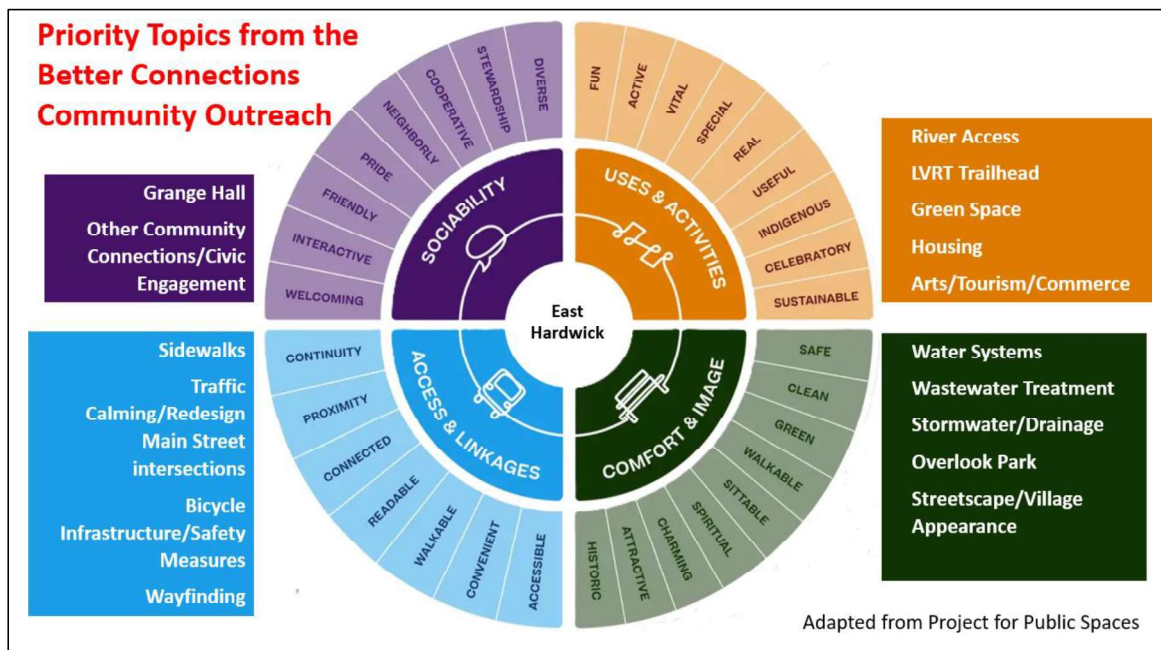 Priority Topics from the
Better Connections
Community Outreach
Grange Hall
Other Community
Connections/Civic
Engagement
Sidewalks
Traffic
Calming/Redesign
Main Street
intersections
Bicycle
Infrastructure/Safety
Measures
Wayfinding
SOCIABILITY
WELCOMING
INTERACTIVE
FRIENDLY
PRIDE
NEIGHBORLY
COOPERATIVE
STEWARDSHIP
DIVERSE
USES & ACTIVITIES
FUN
ACTIVE
VITAL
SPECIAL
REAL
USEFUL
INDIGENOUS
CELEBRATORY
SUSTAINABLE
East
Hardwick
ACCESS & LINKAGES
CONTINUITY
PROXIMITY
CONNECTED
READABLE
WALKABLE
CONVENIENT
ACCESSIBLE
COMFORT & IMAGE
SAFE
CLEAN
GREEN
WALKABLE
SITTABLE
SPIRITUAL
CHARMING
ATTRACTIVE
HISTORIC
River Access
LVRT Trailhead
Green Space
Housing
Arts/Tourism/Commerce
Water Systems
Wastewater Treatment
Stormwater/Drainage
Overlook Park
Streetscape/Village
Appearance
Adapted from Project for Public Spaces